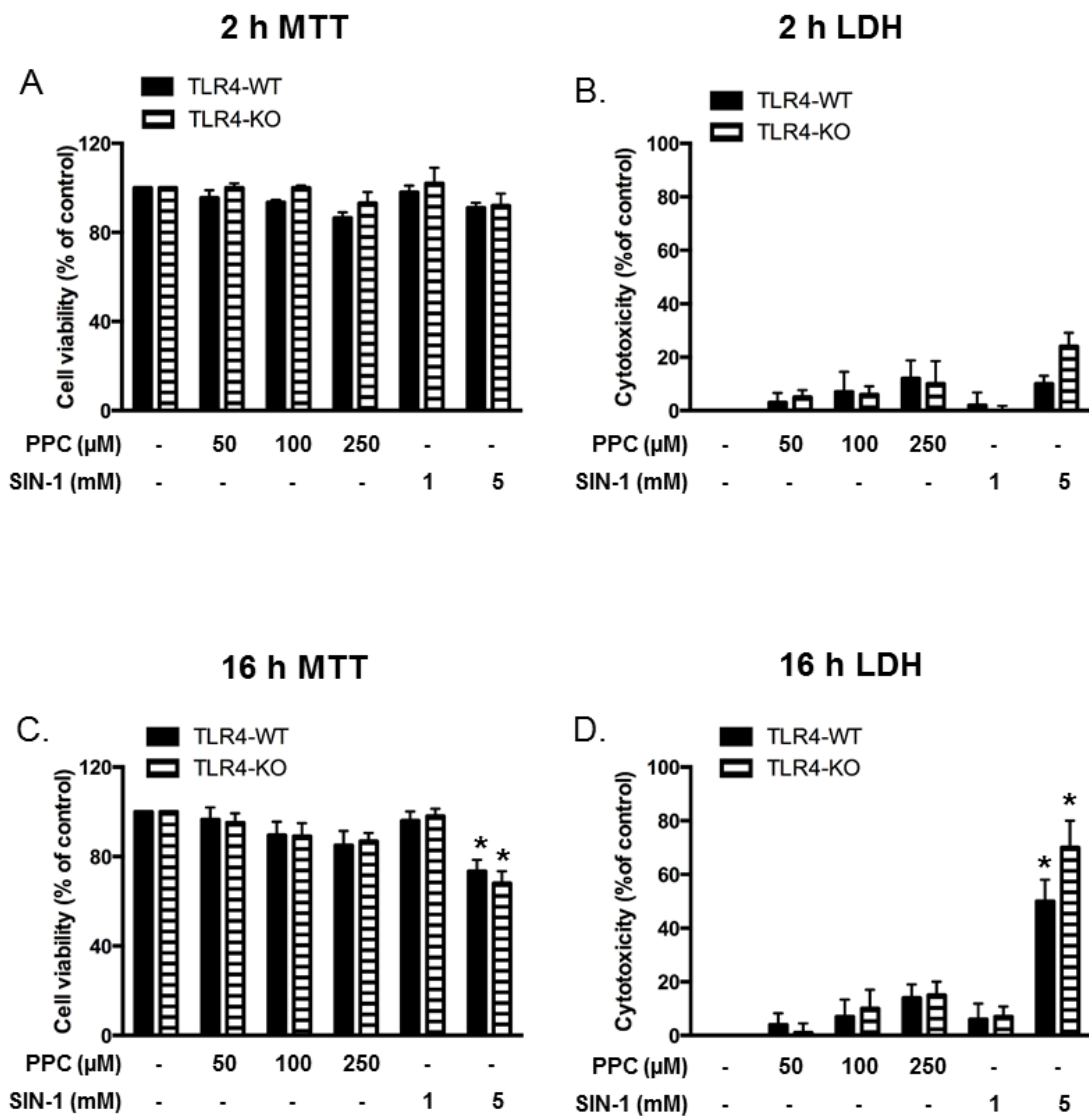 2 h MTT
A
TLR4-WT
TLR4-KO
Cell viability (% of control)
120
80
40
0
PPC (µM) - 50 100 250 - -
SIN-1 (mM) - - - - 1 5
2 h LDH
B.
TLR4-WT
TLR4-KO
Cytotoxicity (%of control)
100
80
60
40
20
0
PPC (µM) - 50 100 250 - -
SIN-1 (mM) - - - - 1 5
16 h MTT
C.
TLR4-WT
TLR4-KO
Cell viability (% of control)
120
80
40
0
* *
PPC (µM) - 50 100 250 - -
SIN-1 (mM) - - - - 1 5
16 h LDH
D.
TLR4-WT
TLR4-KO
Cytotoxicity (%of control)
100
80
60
40
20
0
* *
PPC (µM) - 50 100 250 - -
SIN-1 (mM) - - - - 1 5